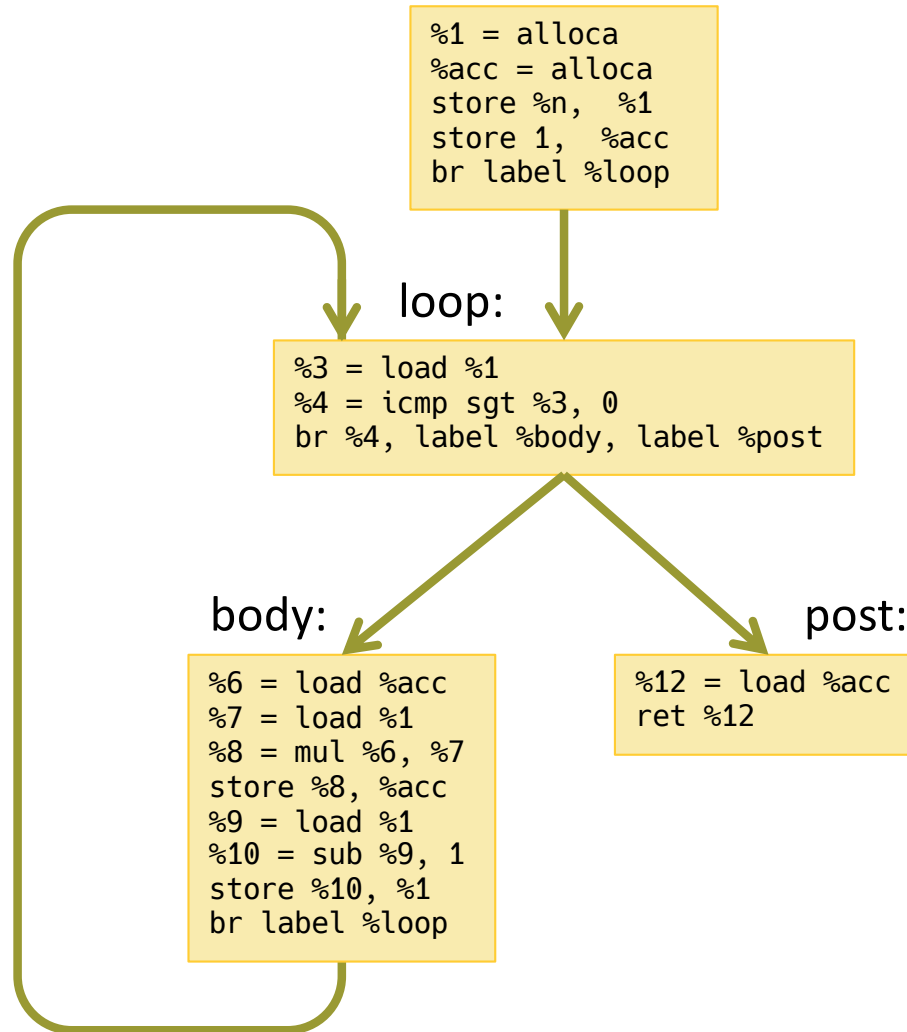 %1 = alloca
%acc = alloca
store %n,  %1
store 1,  %acc
br label %loop
loop:
%3 = load %1
%4 = icmp sgt %3, 0
br %4, label %body, label %post
body:
%6 = load %acc
%7 = load %1
%8 = mul %6, %7
store %8, %acc
%9 = load %1
%10 = sub %9, 1
store %10, %1
br label %loop
post:
%12 = load %acc
ret %12